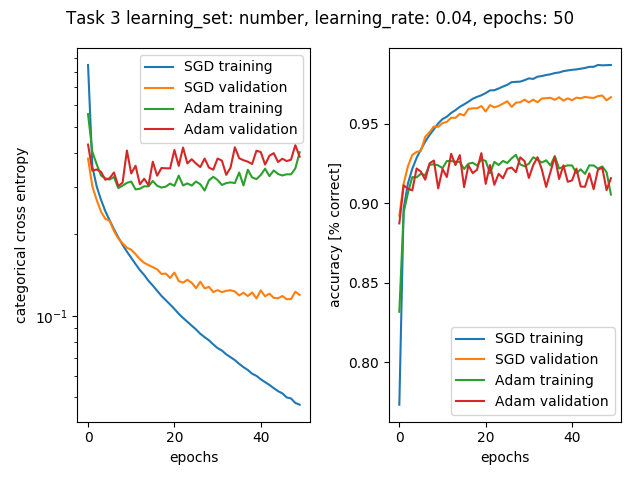 Task 3 learning_set: number, learning_rate: 0.04, epochs: 50
categorical cross entropy
10⁻¹
0
20
40
epochs
SGD training
SGD validation
Adam training
Adam validation
accuracy [% correct]
0.95
0.90
0.85
0.80
0
20
40
epochs
SGD training
SGD validation
Adam training
Adam validation